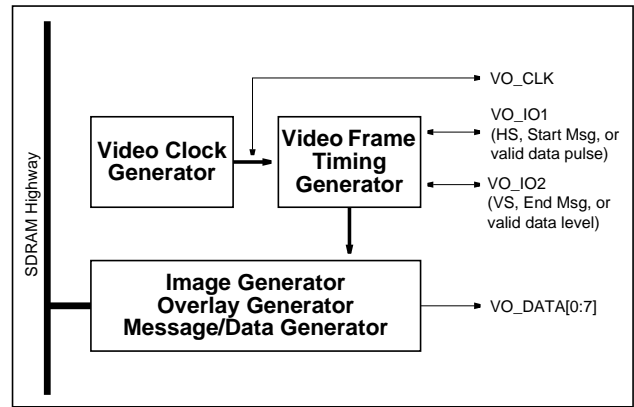 SDRAM Highway
Video Clock
Generator
Video Frame
Timing
Generator
VO_CLK
VO_IO1
(HS, Start Msg, or
valid data pulse)
VO_IO2
(VS, End Msg, or
valid data level)
Image Generator
Overlay Generator
Message/Data Generator
VO_DATA[0:7]